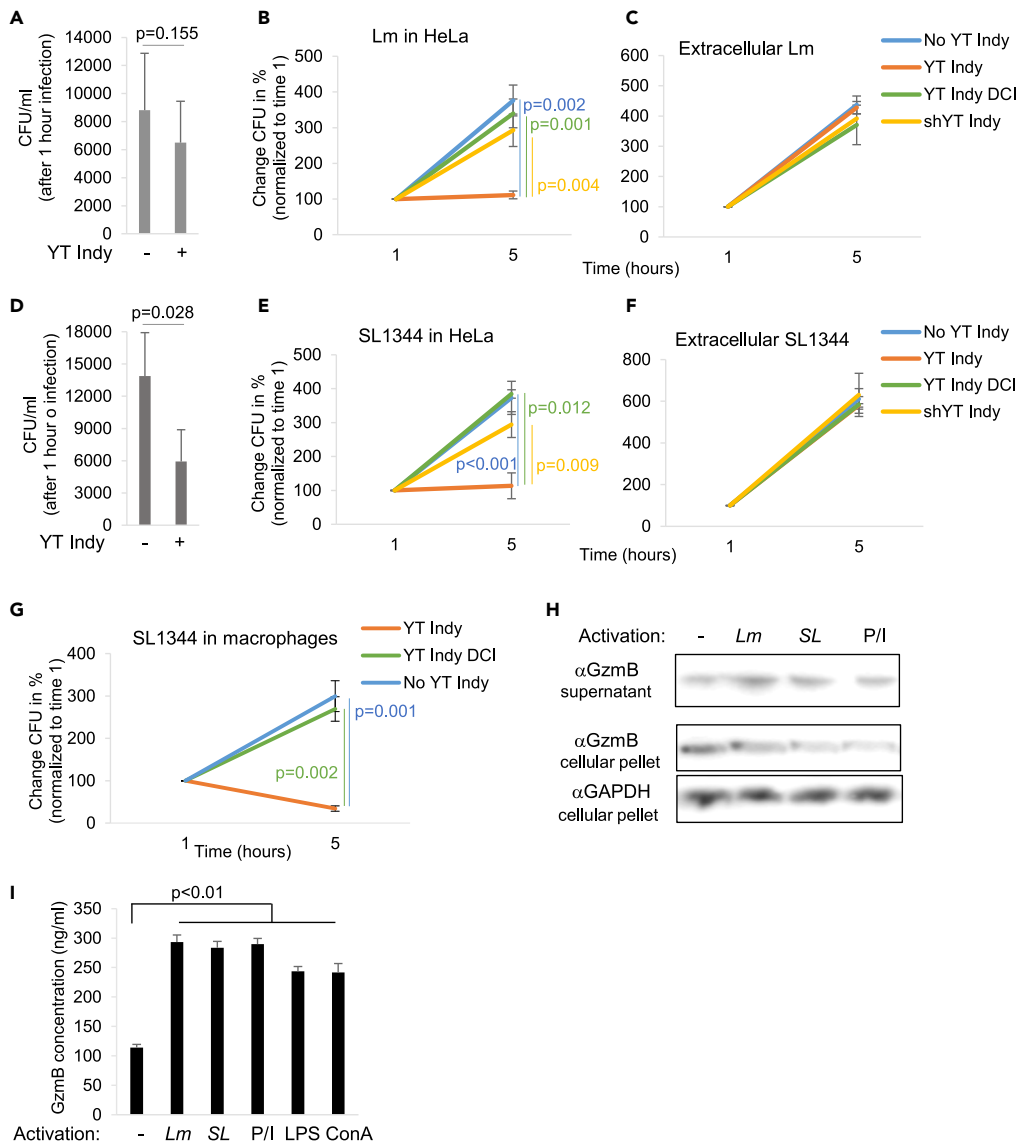 A
p=0.155
14000
12000
10000
8000
6000
4000
2000
0
CFU/ml
(after 1 hour infection)
YT Indy - +
B
Lm in HeLa
500
400
300
200
100
0
Change CFU in %
(normalized to time 1)
p=0.002
p=0.001
p=0.004
1 5
C
Extracellular Lm
600
500
400
300
200
100
0
No YT Indy
YT Indy
YT Indy DCI
shYT Indy
Time (hours) 1 5
D
p=0.028
18000
15000
12000
9000
6000
3000
0
CFU/ml
(after 1 hour o infection)
YT Indy - +
E
SL1344 in HeLa
500
400
300
200
100
0
Change CFU in %
(normalized to time 1)
p=0.012
p<0.001
p=0.009
1 5
F
Extracellular SL1344
800
600
400
200
0
No YT Indy
YT Indy
YT Indy DCI
shYT Indy
Time (hours) 1 5
G
SL1344 in macrophages
400
300
200
100
0
Change CFU in %
(normalized to time 1)
YT Indy
YT Indy DCI
No YT Indy
p=0.001
p=0.002
1 Time (hours) 5
H
Activation: - Lm SL P/I
αGzmB
supernatant
αGzmB
cellular pellet
αGAPDH
cellular pellet
I
p<0.01
350
300
250
200
150
100
50
0
GzmB concentration (ng/ml)
Activation: - Lm SL P/I LPS ConA